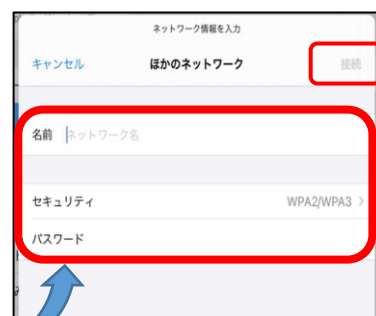 ネットワーク情報を入力
キャンセル ほかのネットワーク 接続
名前 ネットワーク名
セキュリティ WPA2/WPA3 >
パスワード